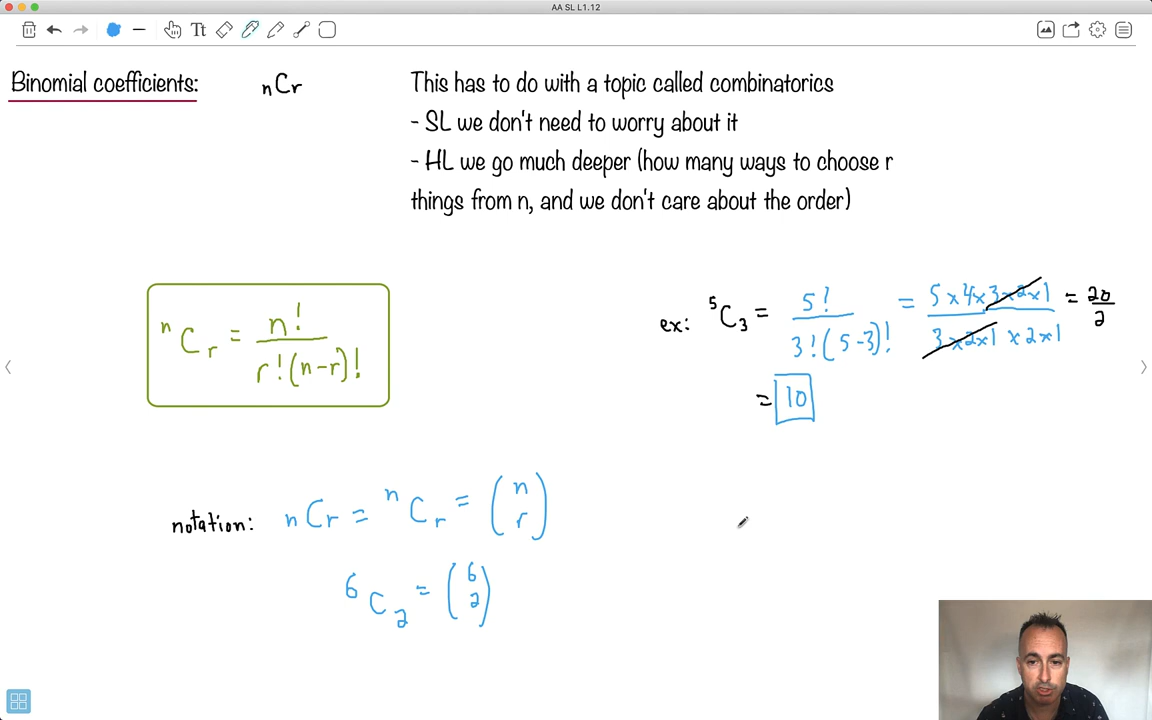 AA SL L1.12
Tt
Binomial coefficients: nCr
This has to do with a topic called combinatorics
- SL we don't need to worry about it
- HL we go much deeper (how many ways to choose r
things from n, and we don't care about the order)
ⁿCᵣ = n! / r!(n-r)!
ex: ⁵C₃ = 5! / 3!(5-3)! = 5×4×3×2×1 / 3×2×1×2×1 = 20/2
= 10
notation: nCr = ⁿCᵣ = (n r)
⁶C₂ = (6 2)